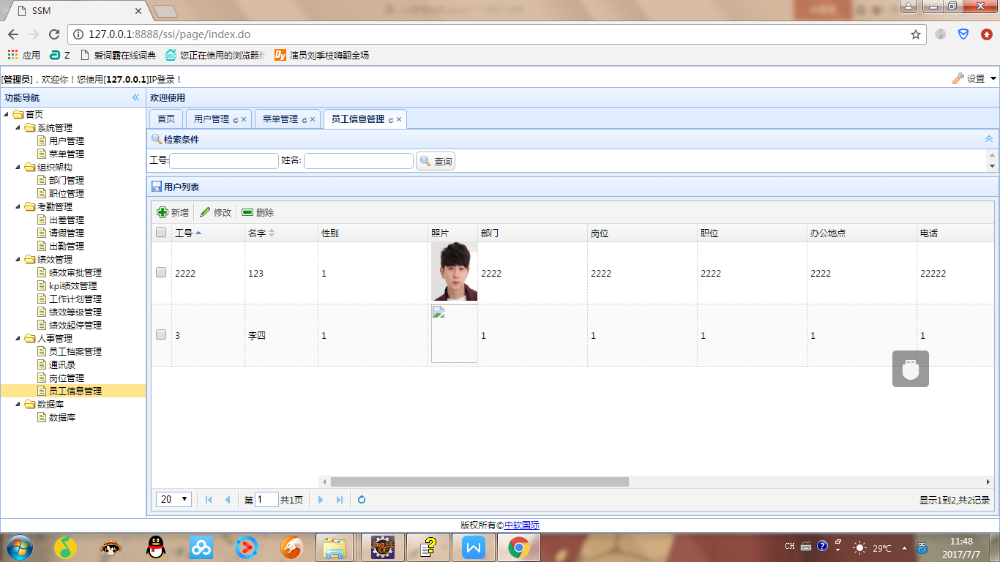 SSM
127.0.0.1:8888/ssi/page/index.do
应用 Z 爱词霸在线词典 您正在使用的浏览器 演员刘季枝嗨翻全场
[管理员]，欢迎你！您使用[127.0.0.1]IP登录！ 设置
功能导航 欢迎使用
首页 用户管理 菜单管理 员工信息管理
检索条件
工号: 姓名: 查询
用户列表
新增 修改 删除
工号 名字 性别 照片 部门 岗位 职位 办公地点 电话
2222 123 1 2222 2222 2222 2222 22222
3 李四 1 1 1 1 1 1
首页
系统管理
用户管理
菜单管理
组织架构
部门管理
职位管理
考勤管理
出差管理
请假管理
出勤管理
绩效管理
绩效审批管理
kpi绩效管理
工作计划管理
绩效等级管理
绩效起停管理
人事管理
员工档案管理
通讯录
岗位管理
员工信息管理
数据库
数据库
20 第 1 共1页 显示1到2,共2记录
版权所有©中软国际
Java EE IDE
CH 29℃ 11:48
2017/7/7